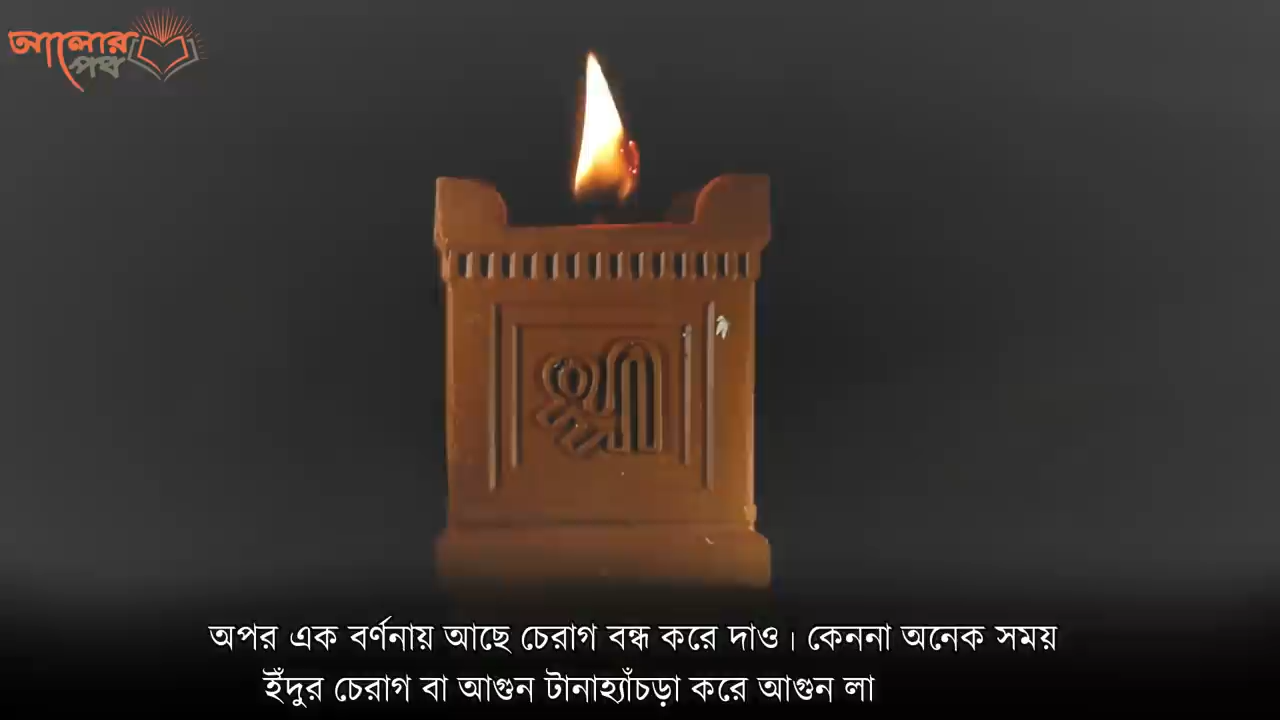 আলোর
পথ
শ্রী
অপর এক বর্ণনায় আছে চেরাগ বন্ধ করে দাও। কেননা অনেক সময়
ইঁদুর চেরাগ বা আগুন টানাহ্যাঁচড়া করে আগুন লা